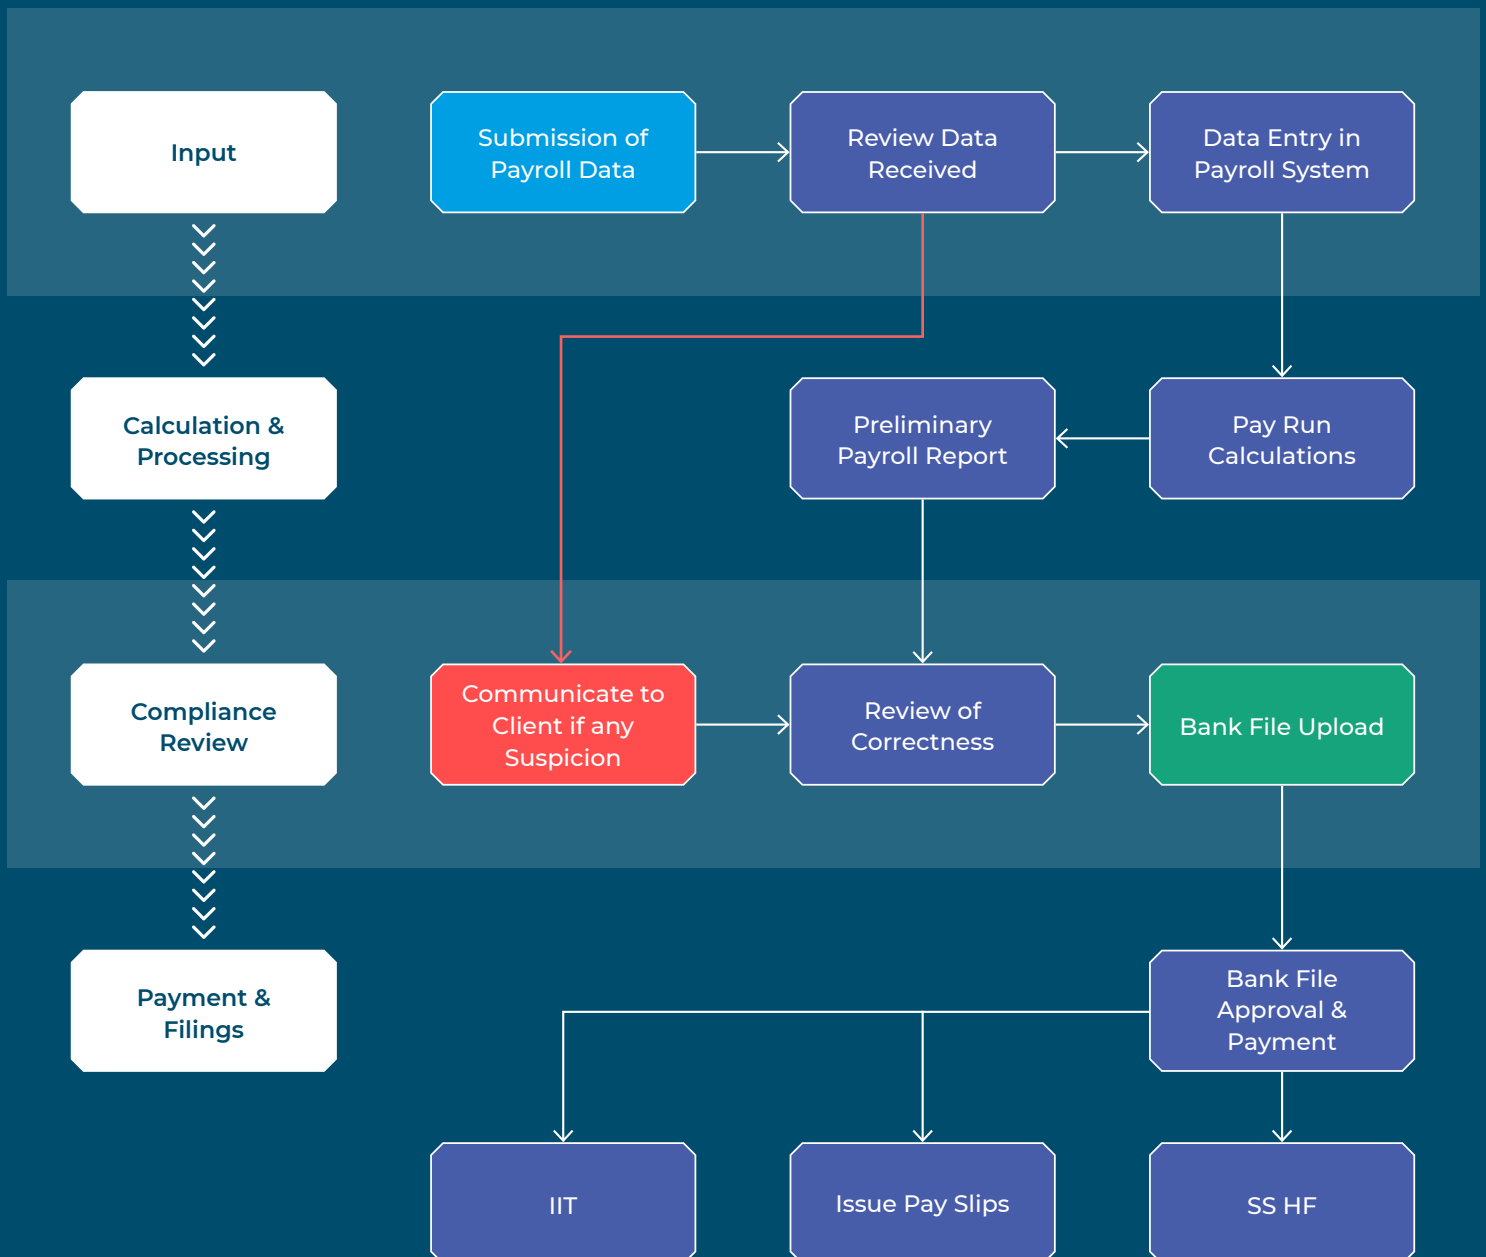 Input
Submission of
Payroll Data
Review Data
Received
Data Entry in
Payroll System
Calculation &
Processing
Preliminary
Payroll Report
Pay Run
Calculations
Compliance
Review
Communicate to
Client if any
Suspicion
Review of
Correctness
Bank File Upload
Payment &
Filings
Bank File
Approval &
Payment
IIT
Issue Pay Slips
SS HF